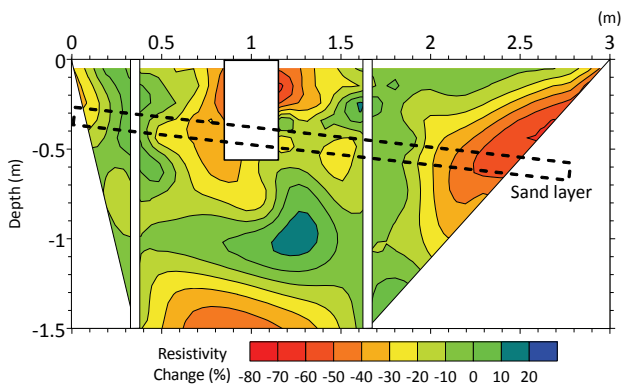 (m)
0 0.5 1 1.5 2 2.5 3
0
-0.5
-1
-1.5
Depth (m)
Sand layer
Resistivity
Change (%)
-80 -70 -60 -50 -40 -30 -20 -10 0 10 20